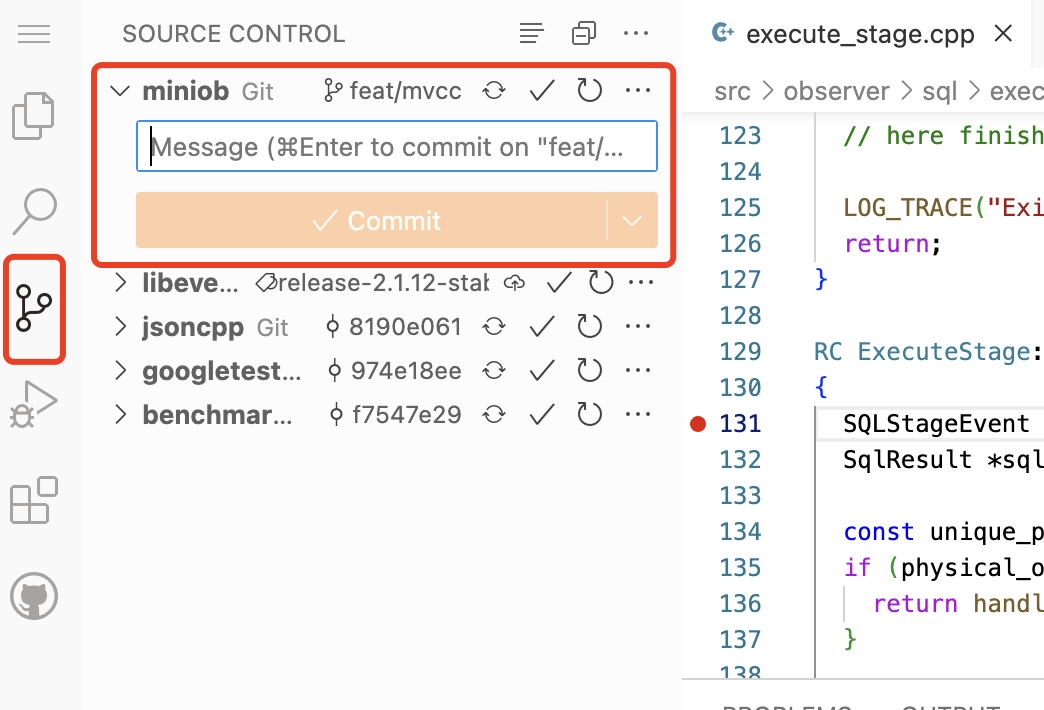 SOURCE CONTROL
miniob Git feat/mvcc
Message (⌘Enter to commit on "feat/...
Commit
libeve... release-2.1.12-stab
jsoncpp Git 8190e061
googletest... 974e18ee
benchmar... f7547e29
execute_stage.cpp
src > observer > sql > exec
123 // here finish
124
125 LOG_TRACE("Exi
126 return;
127 }
128
129 RC ExecuteStage:
130 {
131 SQLStageEvent
132 SqlResult *sql
133
134 const unique_p
135 if (physical_o
136 return handl
137 }
138
PROBLEMS OUTPUT